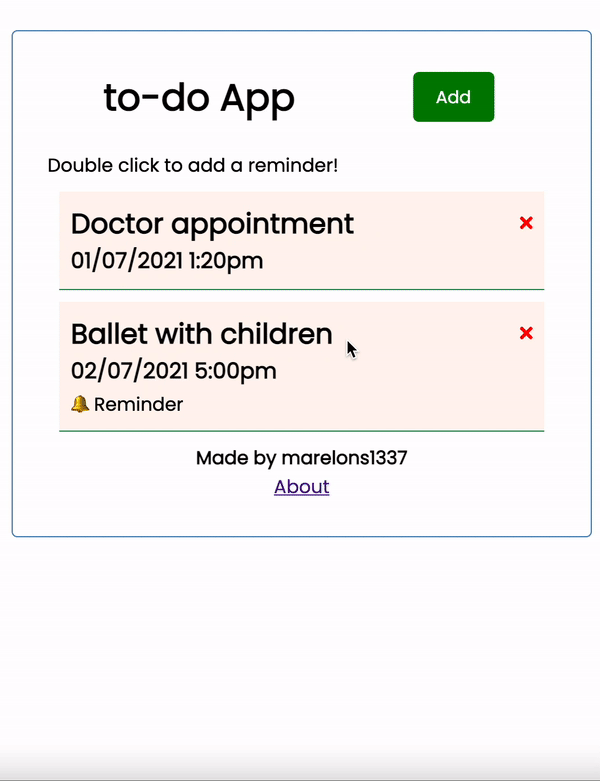 to-do App
Add
Double click to add a reminder!
Doctor appointment
01/07/2021 1:20pm
Ballet with children
02/07/2021 5:00pm
Reminder
Made by marelons1337
About